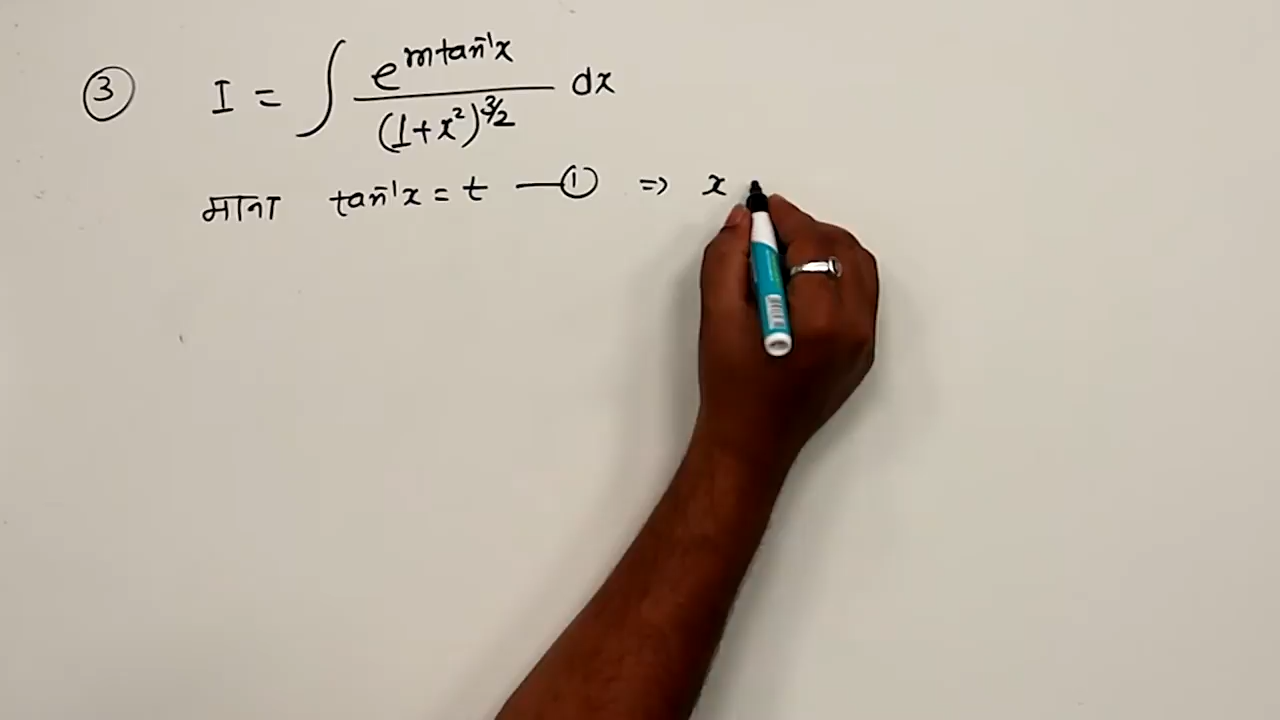 ③ I = ∫ e^{m tan⁻¹x} / (1+x²)^{3/2} dx
माना tan⁻¹x = t —① ⇒ x